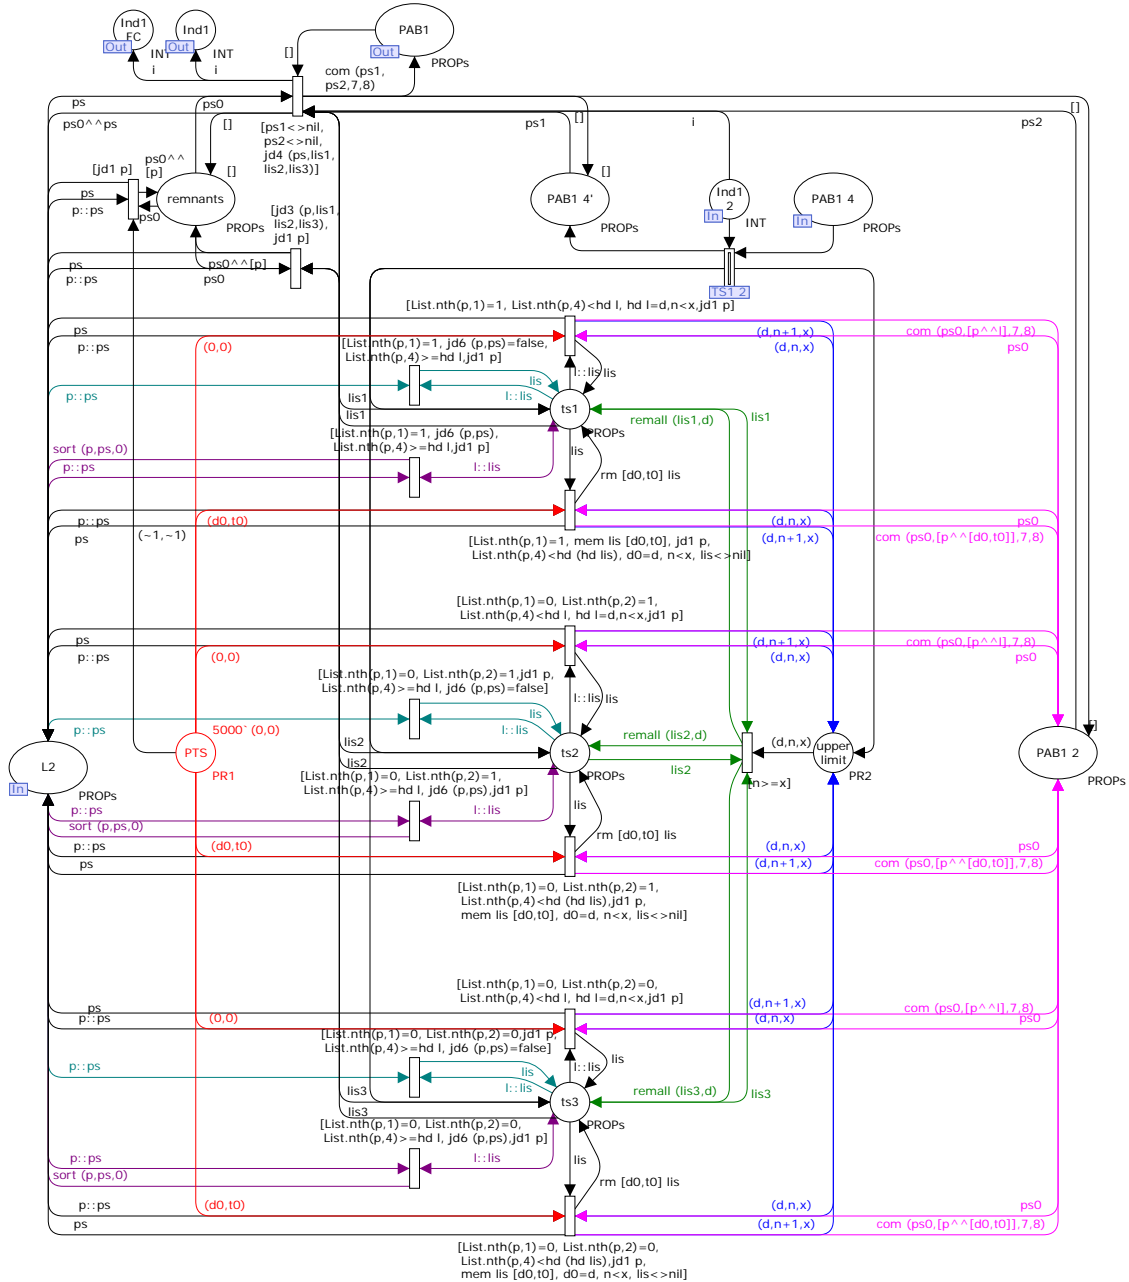 Ind1
FC
Out
INT
i
Ind1
Out
INT
i
PAB1
Out
PROPs
[]
com (ps1,
ps2,7,8)
ps
ps0
ps0^^ps
[]
[ps1<>nil,
ps2<>nil,
jd4 (ps,lis1,
lis2,lis3)]
ps1
[]
i
ps2
[]
[jd1 p]
ps0^^
[p]
[]
[]
ps
p::ps
ps0
remnants
PROPs
[jd3 (p,lis1,
lis2,lis3),
jd1 p]
PAB1 4'
PROPs
Ind1
2
In
INT
PAB1 4
In
PROPs
ps
p::ps
ps0^^[p]
ps0
TS1 2
[List.nth(p,1)=1, List.nth(p,4)<hd l, hd l=d,n<x,jd1 p]
ps
p::ps
(0,0)
(d,n+1,x)
(d,n,x)
com (ps0,[p^^l],7,8)
ps0
[List.nth(p,1)=1, jd6 (p,ps)=false,
List.nth(p,4)>=hd l,jd1 p]
l::lis
lis
p::ps
lis
l::lis
lis1
lis1
ts1
PROPs
remall (lis1,d)
lis1
[List.nth(p,1)=1, jd6 (p,ps),
List.nth(p,4)>=hd l,jd1 p]
sort (p,ps,0)
p::ps
l::lis
lis
rm [d0,t0] lis
p::ps
ps
(d0,t0)
(~1,~1)
(d,n,x)
(d,n+1,x)
ps0
com (ps0,[p^^[d0,t0]],7,8)
[List.nth(p,1)=1, mem lis [d0,t0], jd1 p,
List.nth(p,4)<hd (hd lis), d0=d, n<x, lis<>nil]
[List.nth(p,1)=0, List.nth(p,2)=1,
List.nth(p,4)<hd l, hd l=d,n<x,jd1 p]
ps
p::ps
(0,0)
(d,n+1,x)
(d,n,x)
com (ps0,[p^^l],7,8)
ps0
[List.nth(p,1)=0, List.nth(p,2)=1,jd1 p,
List.nth(p,4)>=hd l, jd6 (p,ps)=false]
l::lis
lis
p::ps
5000`(0,0)
lis
l::lis
lis2
lis2
L2
In
PROPs
PTS
PR1
ts2
PROPs
remall (lis2,d)
lis2
(d,n,x)
[n>=x]
upper
limit
PR2
PAB1 2
[]
PROPs
[List.nth(p,1)=0, List.nth(p,2)=1,
List.nth(p,4)>=hd l, jd6 (p,ps),jd1 p]
p::ps
sort (p,ps,0)
l::lis
lis
rm [d0,t0] lis
p::ps
ps
(d0,t0)
(d,n,x)
(d,n+1,x)
ps0
com (ps0,[p^^[d0,t0]],7,8)
[List.nth(p,1)=0, List.nth(p,2)=1,
List.nth(p,4)<hd (hd lis),jd1 p,
mem lis [d0,t0], d0=d, n<x, lis<>nil]
[List.nth(p,1)=0, List.nth(p,2)=0,
List.nth(p,4)<hd l, hd l=d,n<x,jd1 p]
ps
p::ps
(0,0)
(d,n+1,x)
(d,n,x)
com (ps0,[p^^l],7,8)
ps0
[List.nth(p,1)=0, List.nth(p,2)=0,jd1 p,
List.nth(p,4)>=hd l, jd6 (p,ps)=false]
l::lis
lis
p::ps
lis
l::lis
lis3
lis3
ts3
PROPs
remall (lis3,d)
lis3
[List.nth(p,1)=0, List.nth(p,2)=0,
List.nth(p,4)>=hd l, jd6 (p,ps),jd1 p]
p::ps
sort (p,ps,0)
l::lis
lis
rm [d0,t0] lis
p::ps
ps
(d0,t0)
(d,n,x)
(d,n+1,x)
ps0
com (ps0,[p^^[d0,t0]],7,8)
[List.nth(p,1)=0, List.nth(p,2)=0,
List.nth(p,4)<hd (hd lis),jd1 p,
mem lis [d0,t0], d0=d, n<x, lis<>nil]